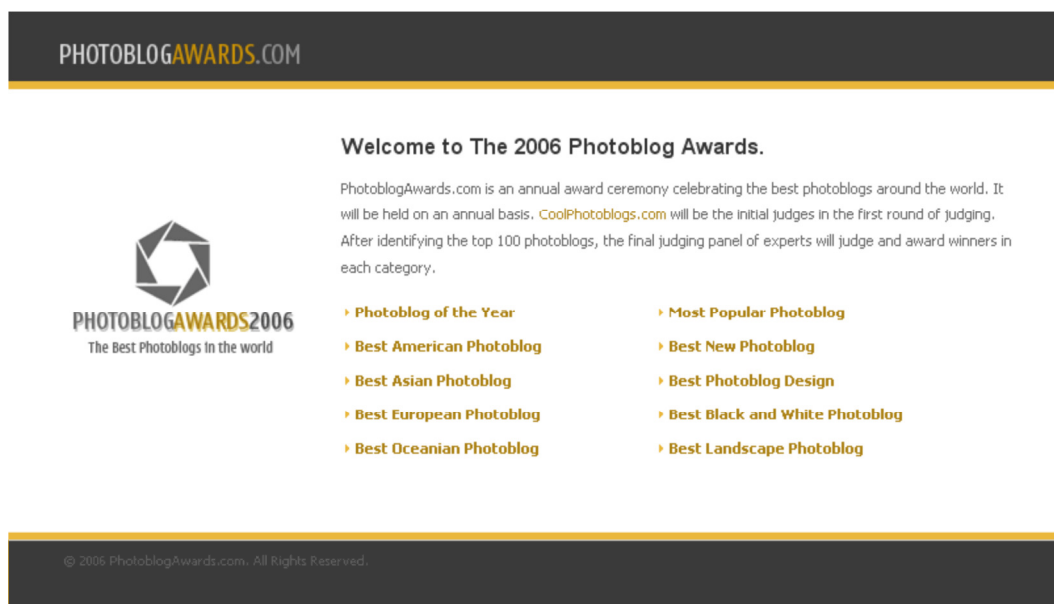 PHOTOBLOGAWARDS.COM
Welcome to The 2006 Photoblog Awards.
PhotoblogAwards.com is an annual award ceremony celebrating the best photoblogs around the world. It
will be held on an annual basis. CoolPhotoblogs.com will be the initial judges in the first round of judging.
After identifying the top 100 photoblogs, the final judging panel of experts will judge and award winners in
each category.
PHOTOBLOGAWARDS2006
The Best Photoblogs in the world
Photoblog of the Year
Best American Photoblog
Best Asian Photoblog
Best European Photoblog
Best Oceanian Photoblog
Most Popular Photoblog
Best New Photoblog
Best Photoblog Design
Best Black and White Photoblog
Best Landscape Photoblog
© 2006 PhotoblogAwards.com. All Rights Reserved.